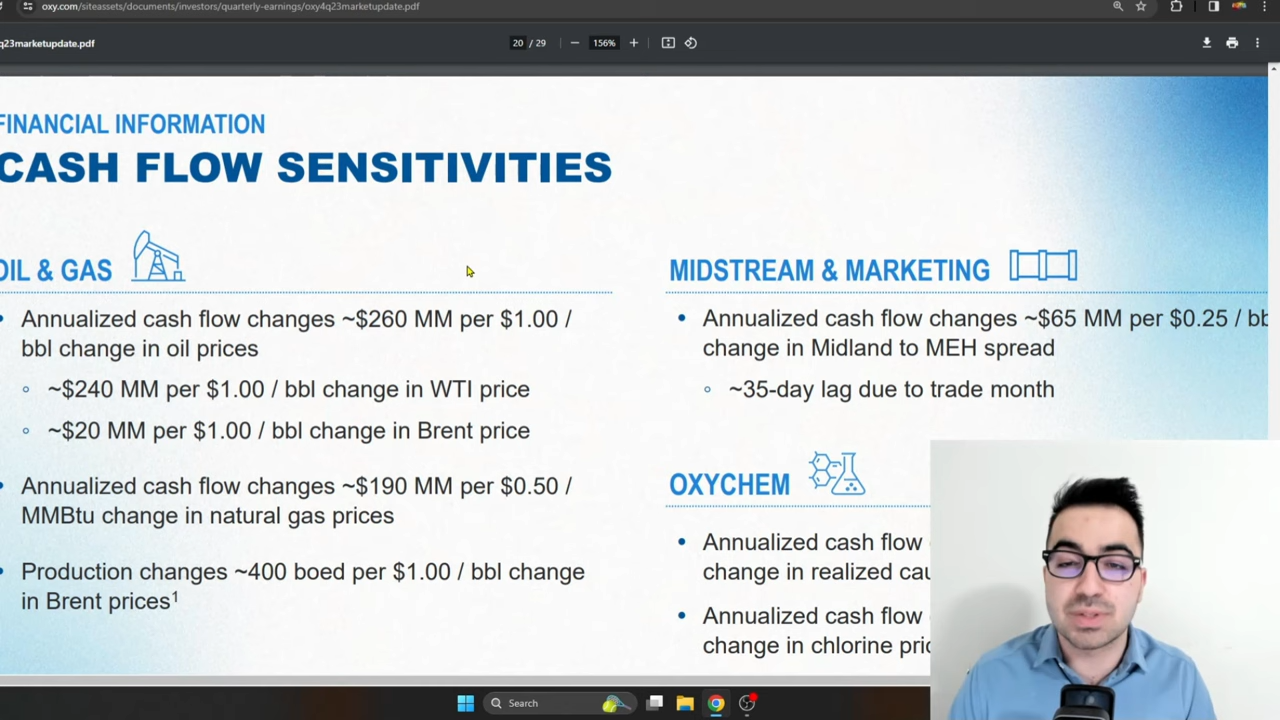 oxy.com/siteassets/documents/investors/quarterly-earnings/oxy4q23marketupdate.pdf
q23marketupdate.pdf
20 / 29
156%
FINANCIAL INFORMATION
CASH FLOW SENSITIVITIES
OIL & GAS
Annualized cash flow changes ~$260 MM per $1.00 /
bbl change in oil prices
~$240 MM per $1.00 / bbl change in WTI price
~$20 MM per $1.00 / bbl change in Brent price
Annualized cash flow changes ~$190 MM per $0.50 /
MMBtu change in natural gas prices
Production changes ~400 boed per $1.00 / bbl change
in Brent prices¹
MIDSTREAM & MARKETING
Annualized cash flow changes ~$65 MM per $0.25 / bb
change in Midland to MEH spread
~35-day lag due to trade month
OXYCHEM
Annualized cash flow
change in realized cau
Annualized cash flow
change in chlorine pric
Search